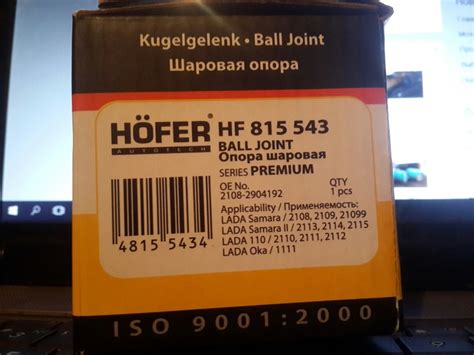 Kugelgelenk • Ball Joint
Шаровая опора
HÖFER
AUTOTECH
HF 815 543
BALL JOINT
Опора шаровая
SERIES PREMIUM
OE No.
2108-2904192
QTY
1 pcs
Applicability / Применяемость:
LADA Samara / 2108, 2109, 21099
LADA Samara II / 2113, 2114, 2115
LADA 110 / 2110, 2111, 2112
LADA Oka / 1111
4815 5434
ISO 9001:2000